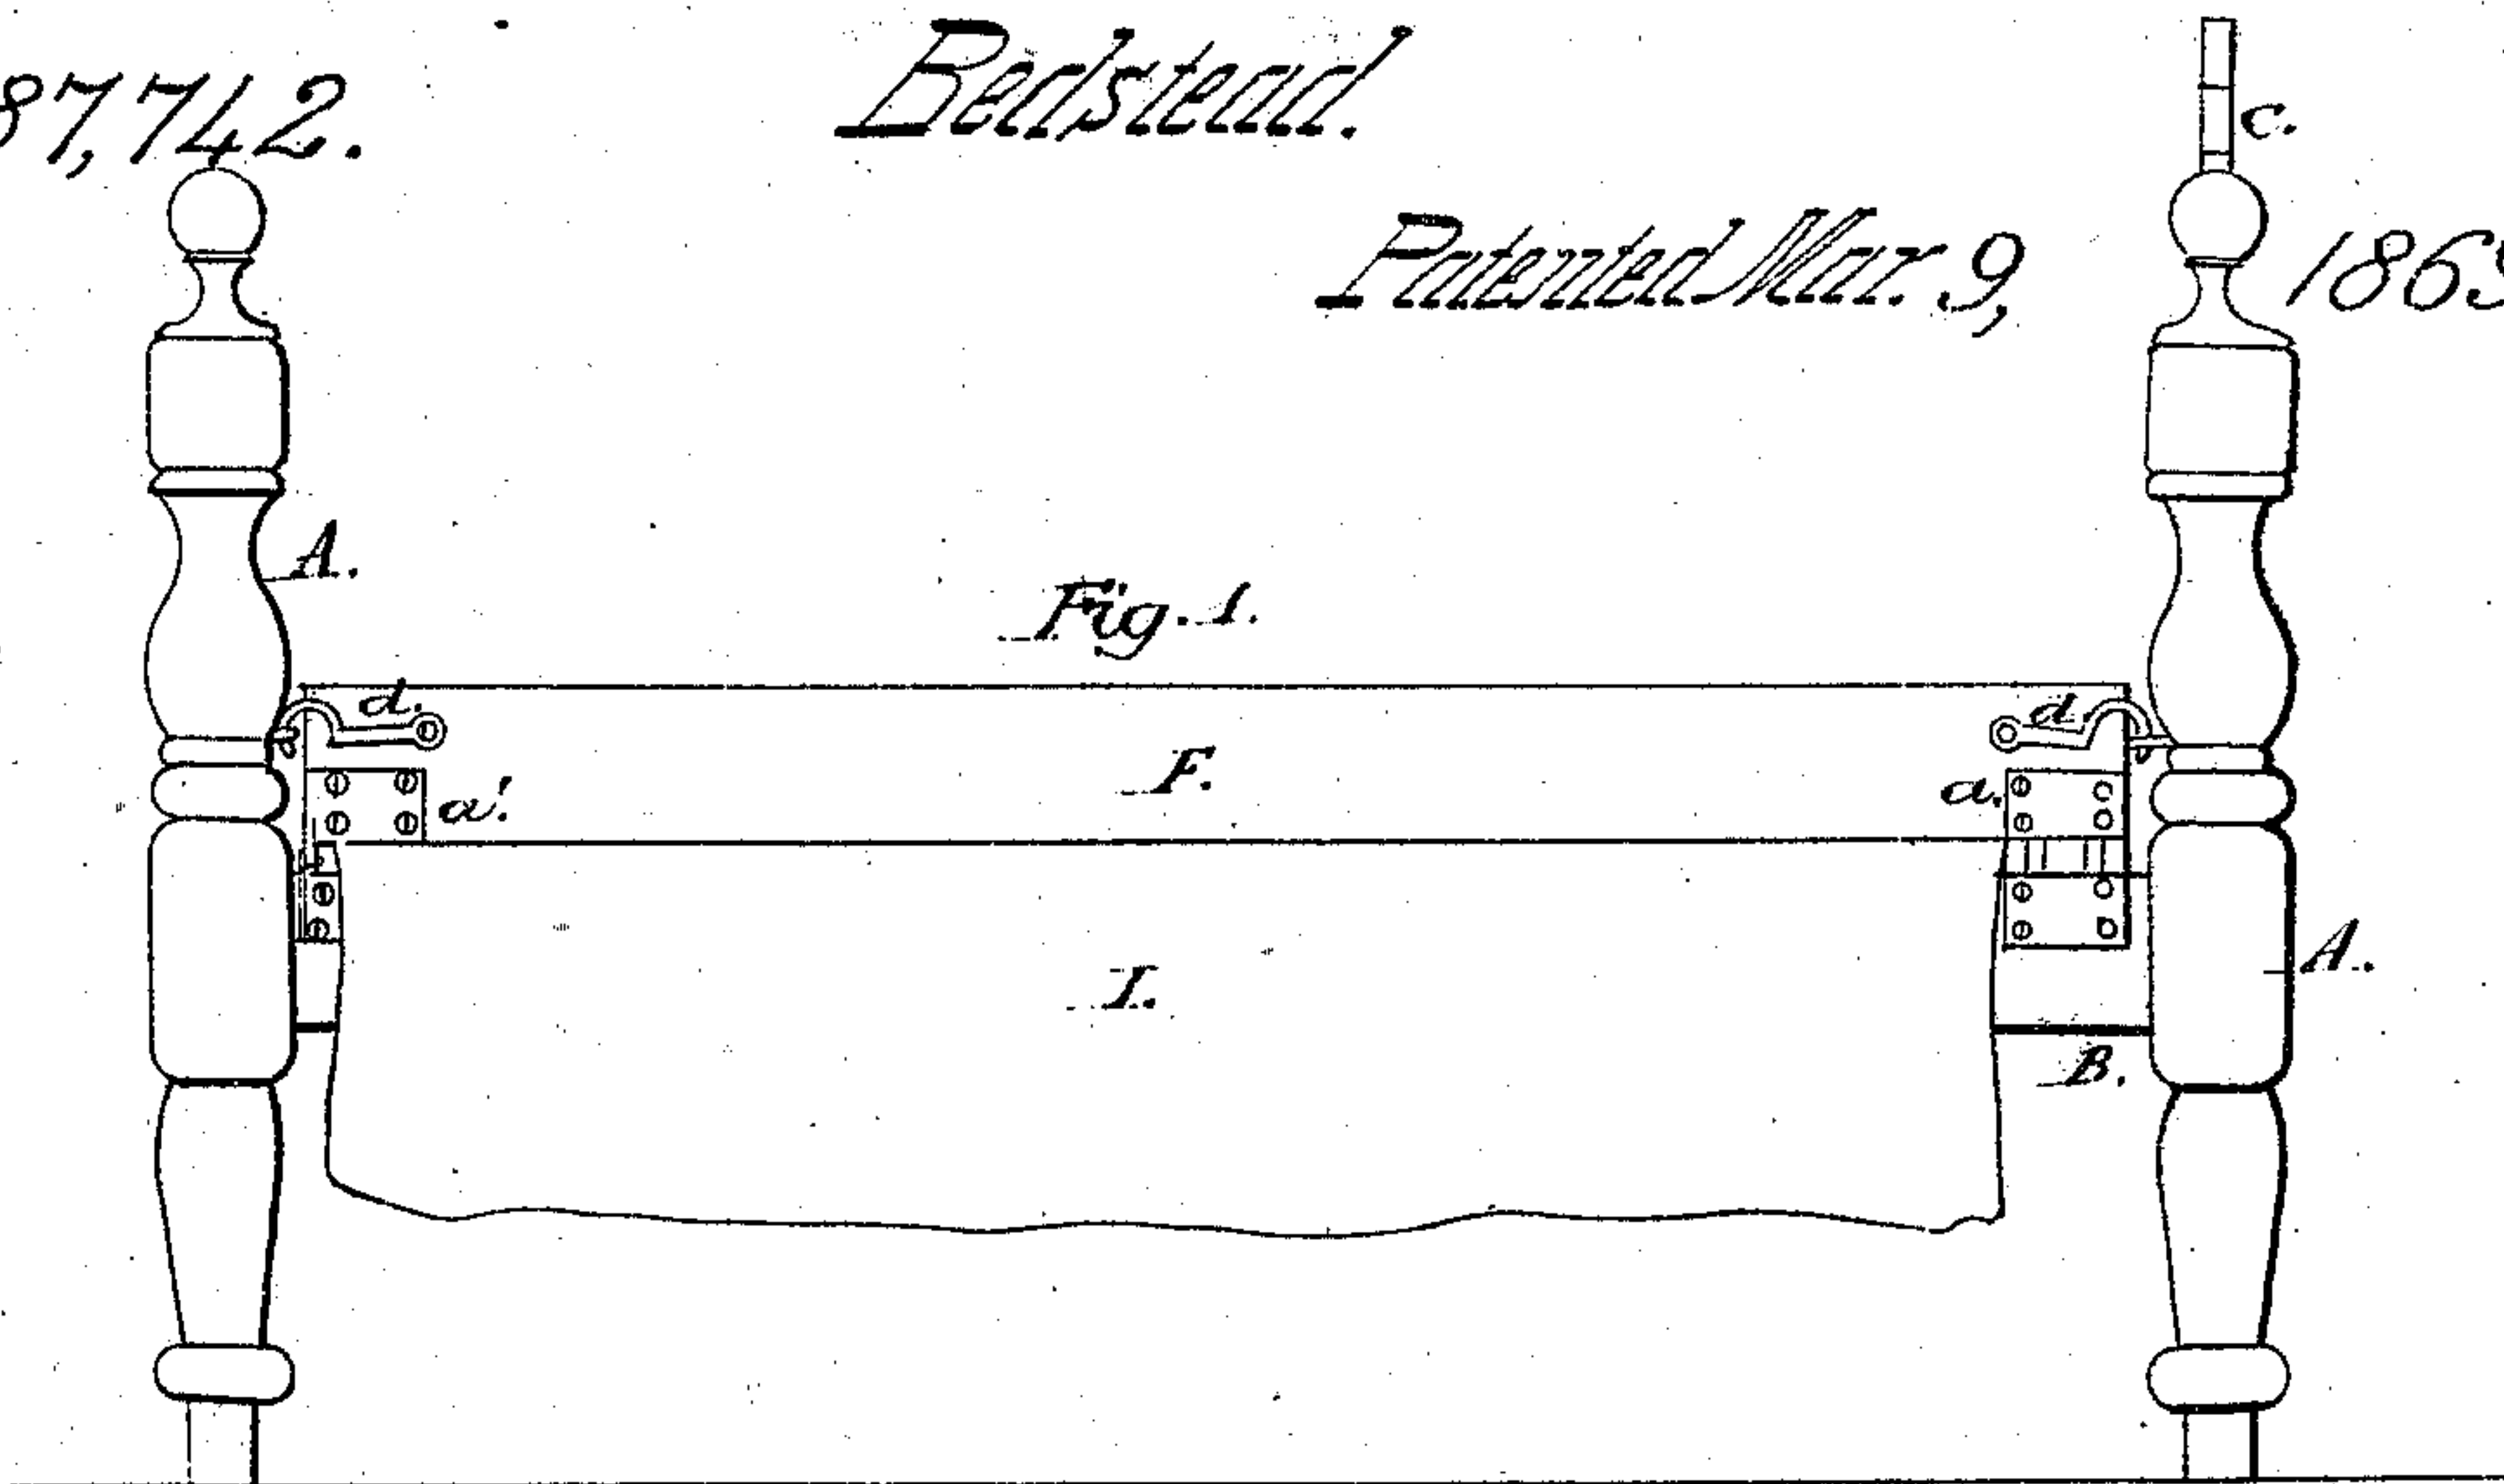 87,742.
Bedstead.
c.
Patented Mar. 9, 1869
A.
Fig. 1.
d. d.
F.
a'. a.
I.
A.
B.